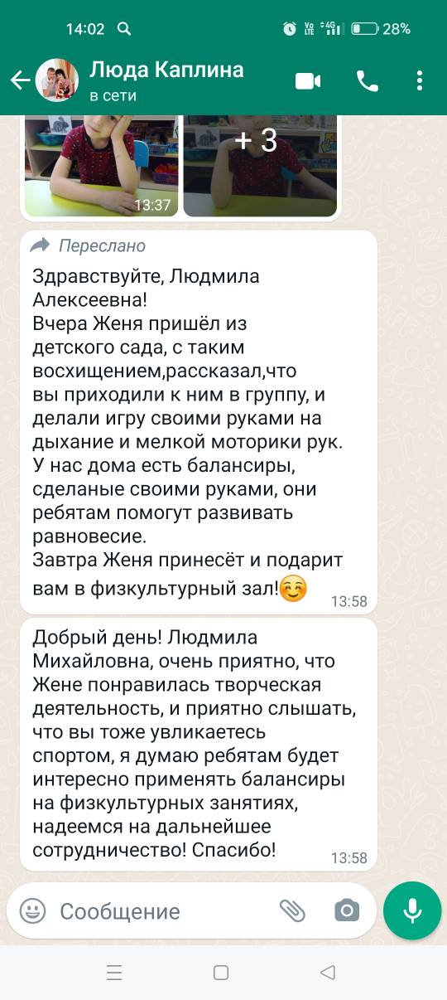 14:02
Vo LTE 4G 28%
Люда Каплина
в сети
13:37
+ 3
Переслано
Здравствуйте, Людмила
Алексеевна!
Вчера Женя пришёл из
детского сада, с таким
восхищением,рассказал,что
вы приходили к ним в группу, и
делали игру своими руками на
дыхание и мелкой моторики рук.
У нас дома есть балансиры,
сделаные своими руками, они
ребятам помогут развивать
равновесие.
Завтра Женя принесёт и подарит
вам в физкультурный зал!😊
13:58
Добрый день! Людмила
Михайловна, очень приятно, что
Жене понравилась творческая
деятельность, и приятно слышать,
что вы тоже увликаетесь
спортом, я думаю ребятам будет
интересно применять балансиры
на физкультурных занятиях,
надеемся на дальнейшее
сотрудничество! Спасибо!
13:58
Сообщение